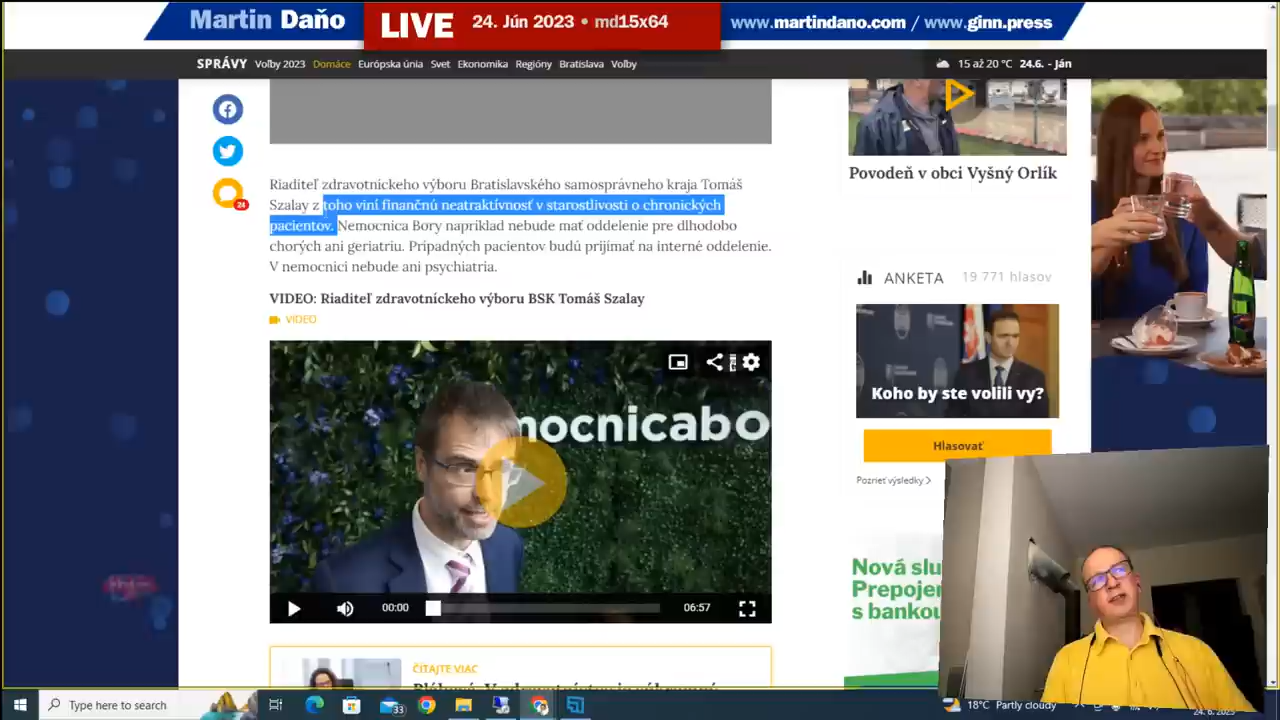 Martin Daňo
LIVE
24. Jún 2023 • md15x64
www.martindano.com / www.ginn.press
SPRÁVY Voľby 2023 Domáce Európska únia Svet Ekonomika Regióny Bratislava Voľby
15 až 20 °C 24.6. - Ján
24
Riaditeľ zdravotníckeho výboru Bratislavského samosprávneho kraja Tomáš
Szalay z toho viní finančnú neatraktívnosť v starostlivosti o chronických
pacientov. Nemocnica Bory napríklad nebude mať oddelenie pre dlhodobo
chorých ani geriatriu. Prípadných pacientov budú prijímať na interné oddelenie.
V nemocnici nebude ani psychiatria.
VIDEO: Riaditeľ zdravotníckeho výboru BSK Tomáš Szalay
VIDEO
mocnicabo
00:00
06:57
ČÍTAJTE VIAC
Povodeň v obci Vyšný Orlík
ANKETA 19 771 hlasov
Koho by ste volili vy?
Hlasovať
Pozrieť výsledky
Nová slu
Prepojen
s bankou
Type here to search
33
18°C Partly cloudy